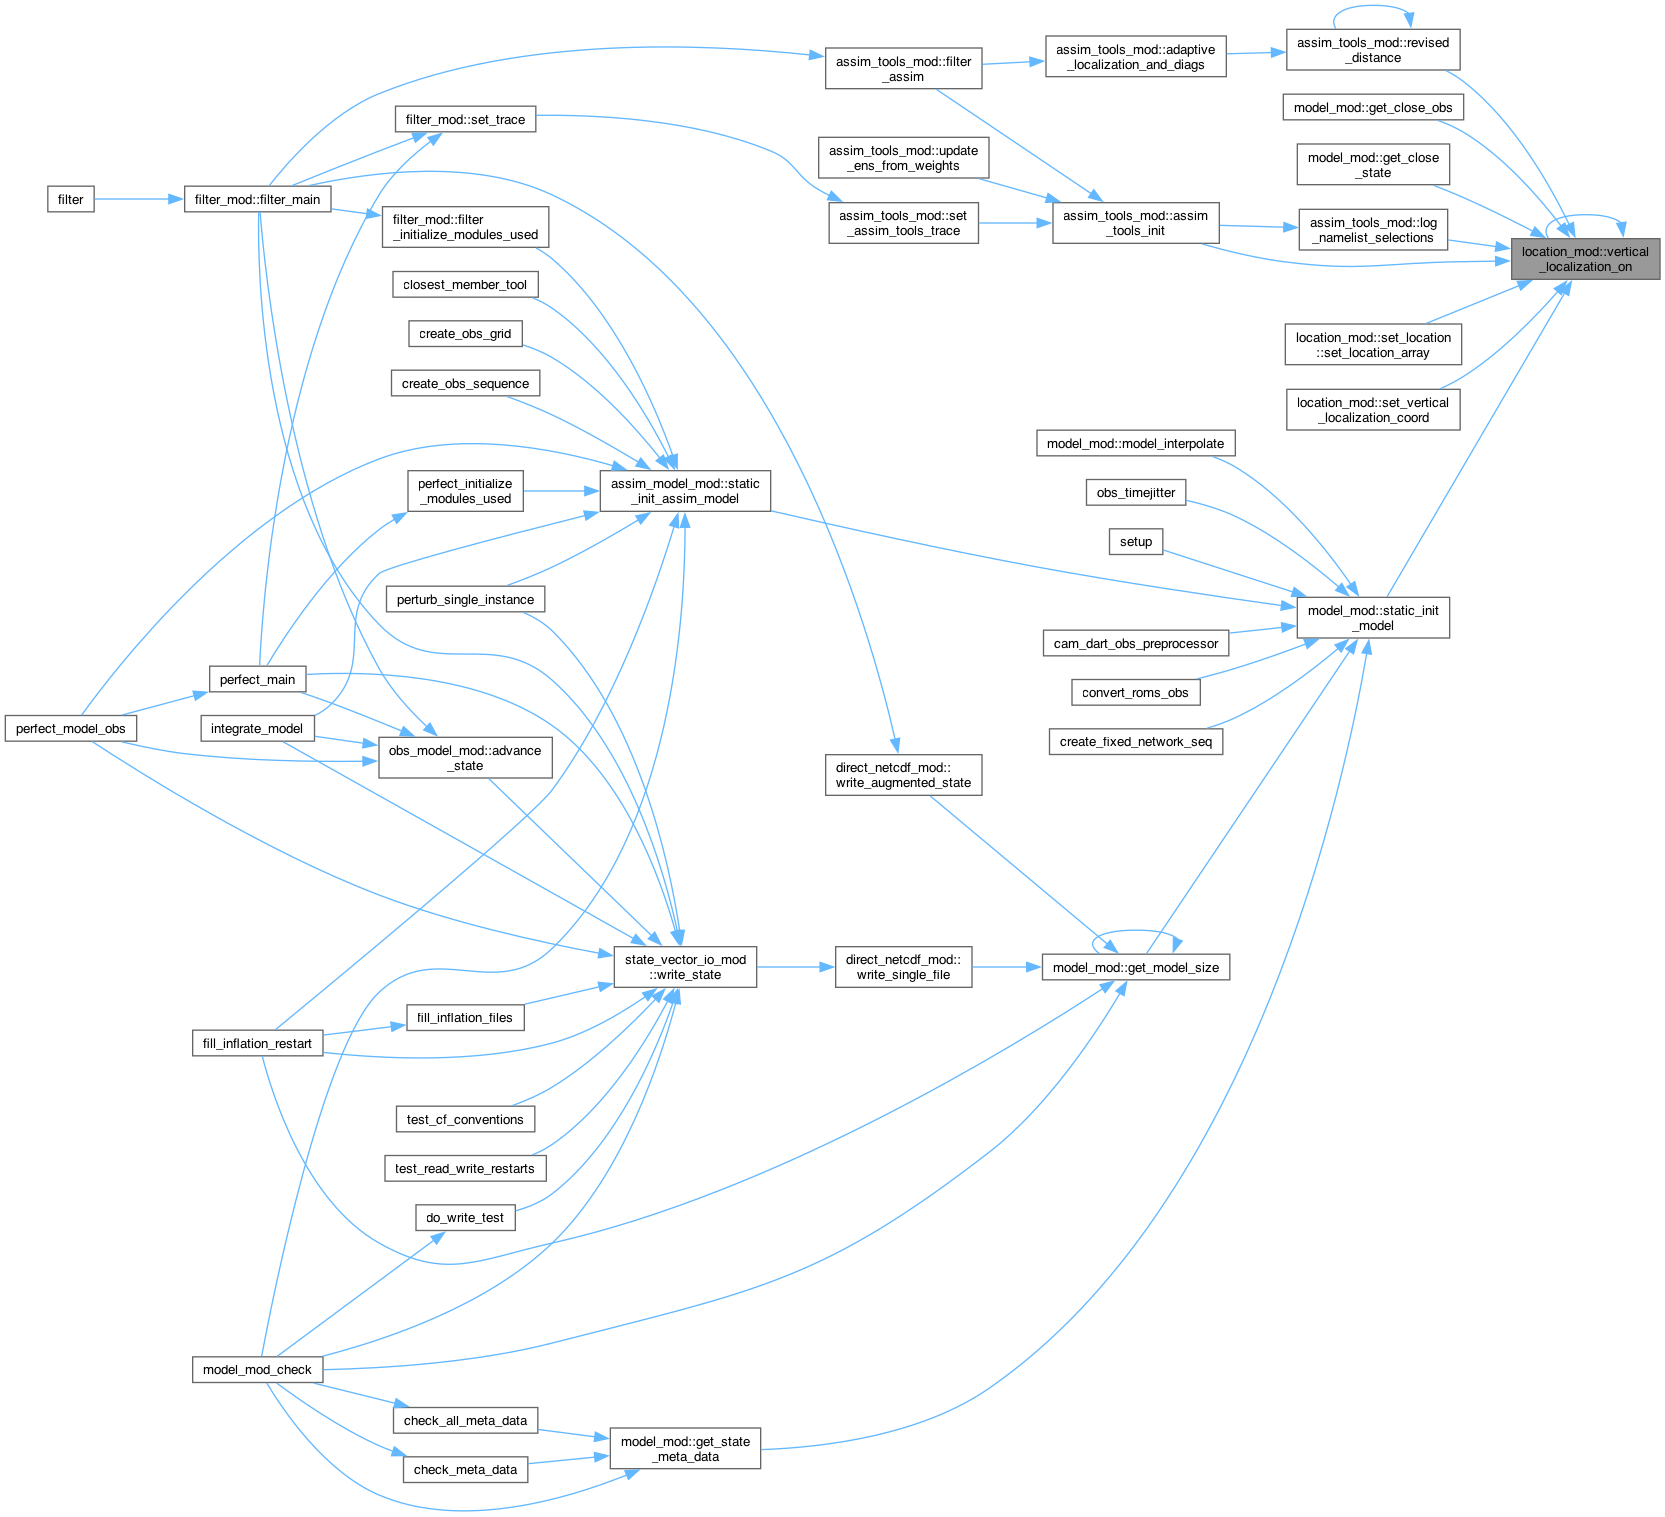 assim_tools_mod::revised
_distance
assim_tools_mod::adaptive
_localization_and_diags
assim_tools_mod::filter
_assim
model_mod::get_close_obs
filter_mod::set_trace
assim_tools_mod::update
_ens_from_weights
model_mod::get_close
_state
filter
filter_mod::filter_main
filter_mod::filter
_initialize_modules_used
assim_tools_mod::set
_assim_tools_trace
assim_tools_mod::assim
_tools_init
assim_tools_mod::log
_namelist_selections
location_mod::vertical
_localization_on
closest_member_tool
create_obs_grid
location_mod::set_location
::set_location_array
create_obs_sequence
location_mod::set_vertical
_localization_coord
model_mod::model_interpolate
perfect_initialize
_modules_used
assim_model_mod::static
_init_assim_model
obs_timejitter
setup
perturb_single_instance
model_mod::static_init
_model
cam_dart_obs_preprocessor
perfect_main
convert_roms_obs
perfect_model_obs
integrate_model
create_fixed_network_seq
obs_model_mod::advance
_state
direct_netcdf_mod::
write_augmented_state
state_vector_io_mod
::write_state
direct_netcdf_mod::
write_single_file
model_mod::get_model_size
fill_inflation_files
fill_inflation_restart
test_cf_conventions
test_read_write_restarts
do_write_test
model_mod_check
check_all_meta_data
model_mod::get_state
_meta_data
check_meta_data